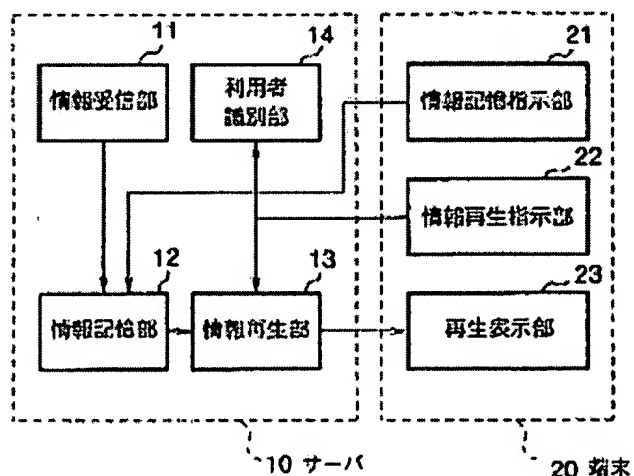 11
情報受信部
14
利用者
識別部
21
情報記憶指示部
22
情報再生指示部
12
情報記憶部
13
情報再生部
23
再生表示部
10 サーバ
20 端末